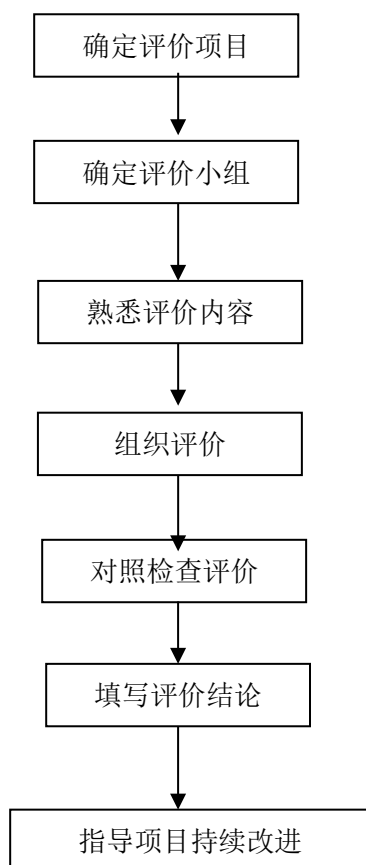 确定评价项目
确定评价小组
熟悉评价内容
组织评价
对照检查评价
填写评价结论
指导项目持续改进